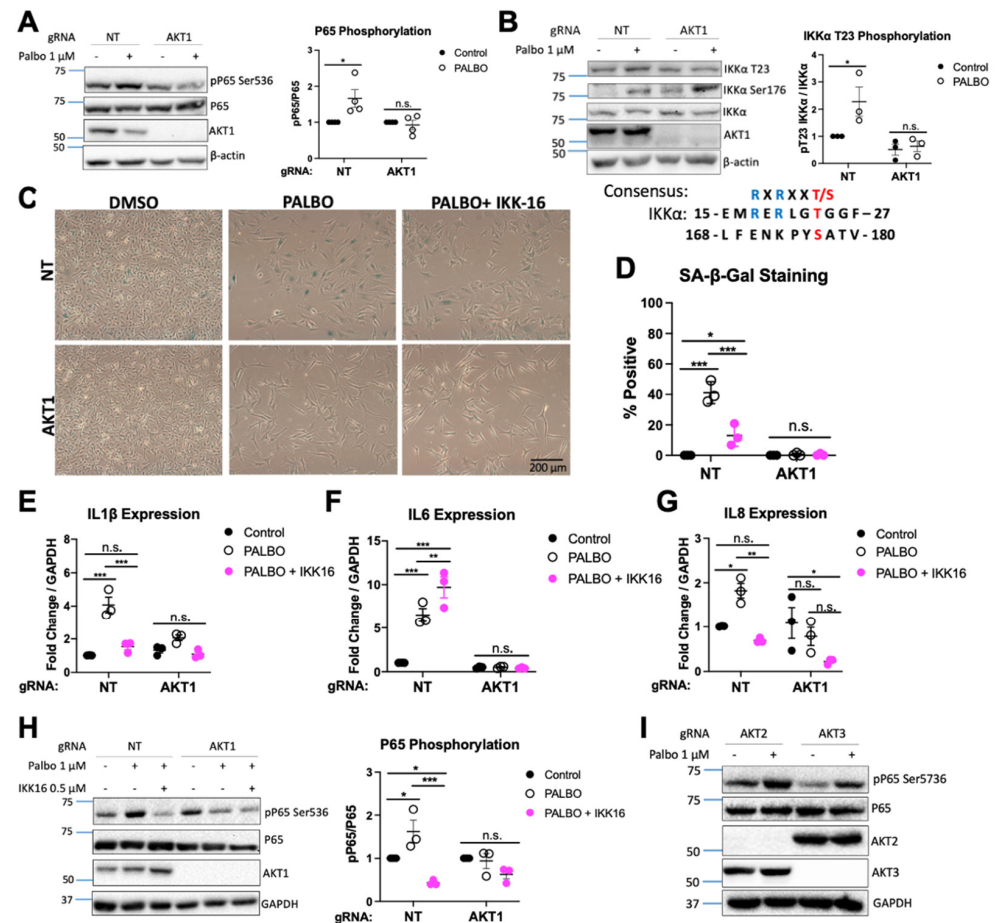 A
gRNA NT AKT1
Palbo 1 μM - + - +
75
pP65 Ser536
75
P65
50
AKT1
50
β-actin
P65 Phosphorylation
pP65/P65
3
2
1
0
* n.s.
gRNA: NT AKT1
Control
PALBO
B
gRNA NT AKT1
Palbo 1 μM - + - +
IKKα T23
75
IKKα Ser176
75
IKKα
75
AKT1
50
50
β-actin
IKKα T23 Phosphorylation
pT23 IKKα / IKKα
4
3
2
1
0
* n.s.
NT AKT1
Control
PALBO
Consensus: R X R X X T/S
IKKα: 15 - E M R E R L G T G G F – 27
168 - L F E N K P Y S A T V - 180
C
DMSO PALBO PALBO+ IKK-16
NT
AKT1
200 μm
D
SA-β-Gal Staining
% Positive
100
80
60
40
20
0
*
***
***
n.s.
NT AKT1
E
IL1β Expression
Fold Change / GAPDH
8
6
4
2
0
n.s.
***
***
n.s.
gRNA: NT AKT1
Control
PALBO
PALBO + IKK16
F
IL6 Expression
Fold Change / GAPDH
15
10
5
0
***
**
***
n.s.
gRNA: NT AKT1
Control
PALBO
PALBO + IKK16
G
IL8 Expression
Fold Change / GAPDH
3
2
1
0
n.s.
**
*
*
n.s.
n.s.
gRNA: NT AKT1
Control
PALBO
PALBO + IKK16
H
gRNA NT AKT1
Palbo 1 μM - + + - + +
IKK16 0.5 μM - - + - - +
75
pP65 Ser536
75
P65
AKT1
50
37
GAPDH
P65 Phosphorylation
pP65/P65
3
2
1
0
*
***
*
n.s.
gRNA: NT AKT1
Control
PALBO
PALBO + IKK16
I
gRNA AKT2 AKT3
Palbo 1 μM - + - +
75
pP65 Ser5736
75
P65
AKT2
50
AKT3
50
37
GAPDH